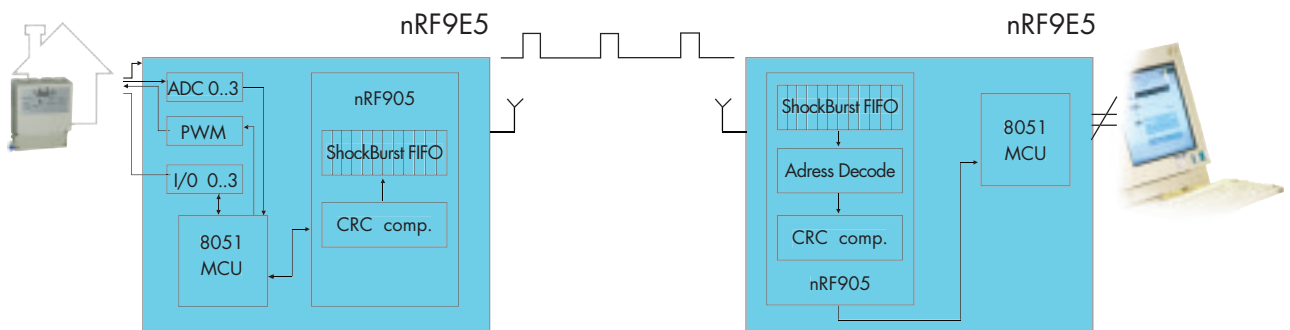 nRF9E5
ADC 0..3
PWM
I/0 0..3
8051
MCU
nRF905
ShockBurst FIFO
CRC comp.
nRF9E5
ShockBurst FIFO
Adress Decode
CRC comp.
nRF905
8051
MCU